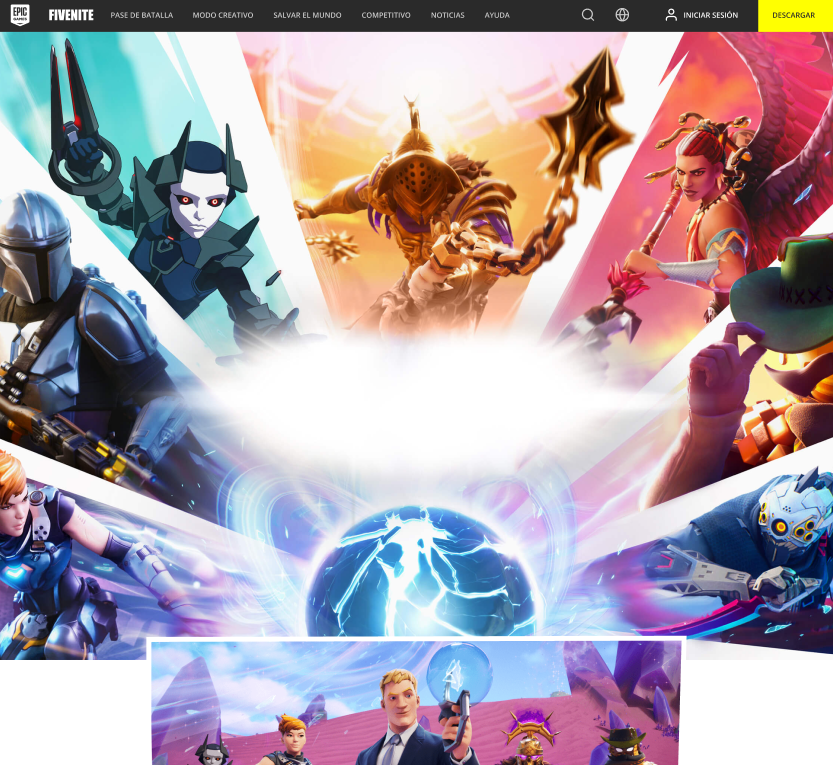 EPIC
GAMES
FIVENITE
PASE DE BATALLA
MODO CREATIVO
SALVAR EL MUNDO
COMPETITIVO
NOTICIAS
AYUDA
INICIAR SESIÓN
DESCARGAR